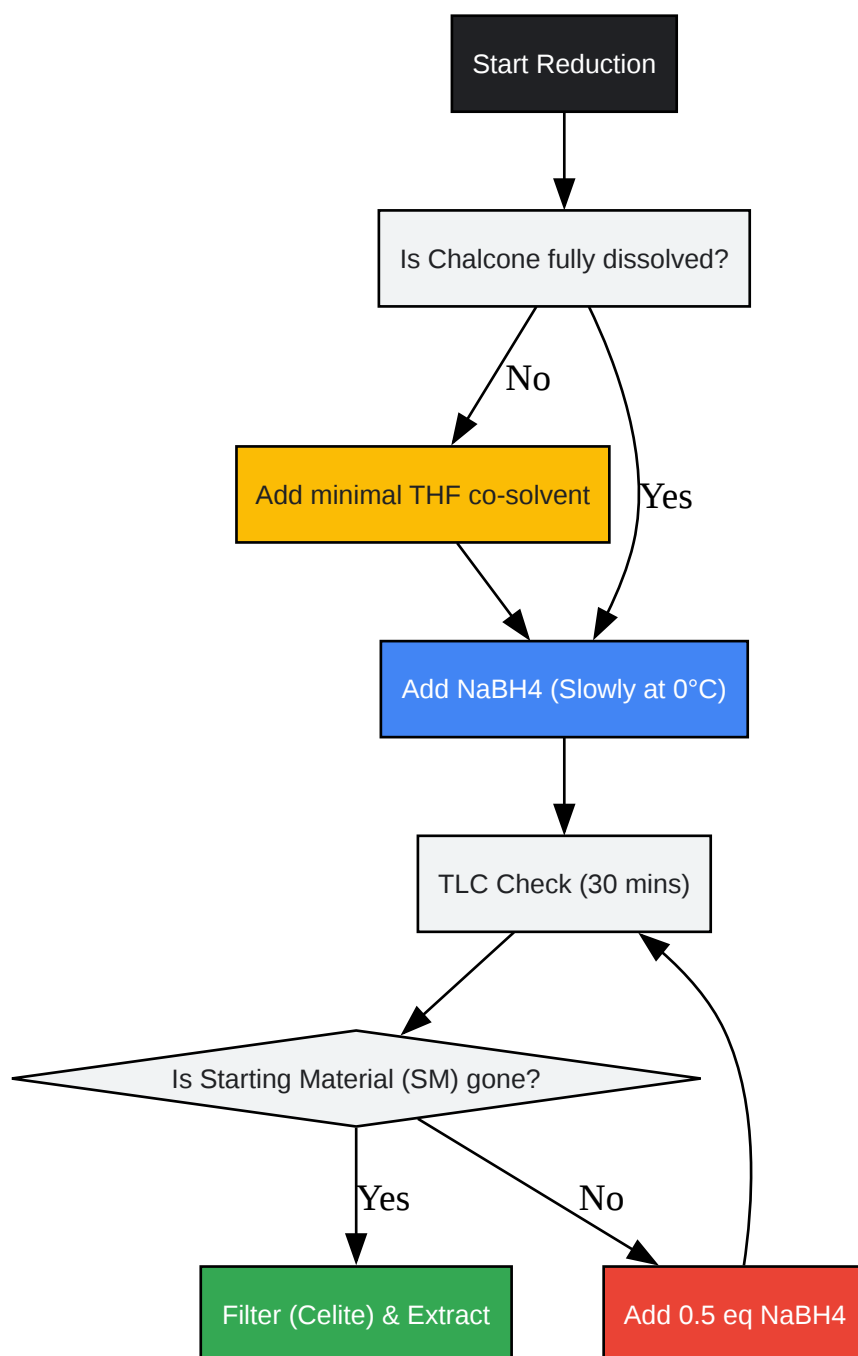 Start Reduction
Is Chalcone fully dissolved?
No
Add minimal THF co-solvent
Yes
Add NaBH4 (Slowly at 0°C)
TLC Check (30 mins)
Is Starting Material (SM) gone?
Yes
No
Filter (Celite) & Extract
Add 0.5 eq NaBH4